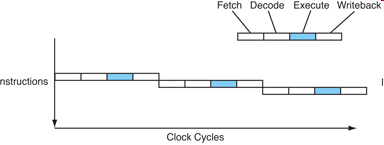 Fetch Decode Execute Writeback
nstructions
I
Clock Cycles